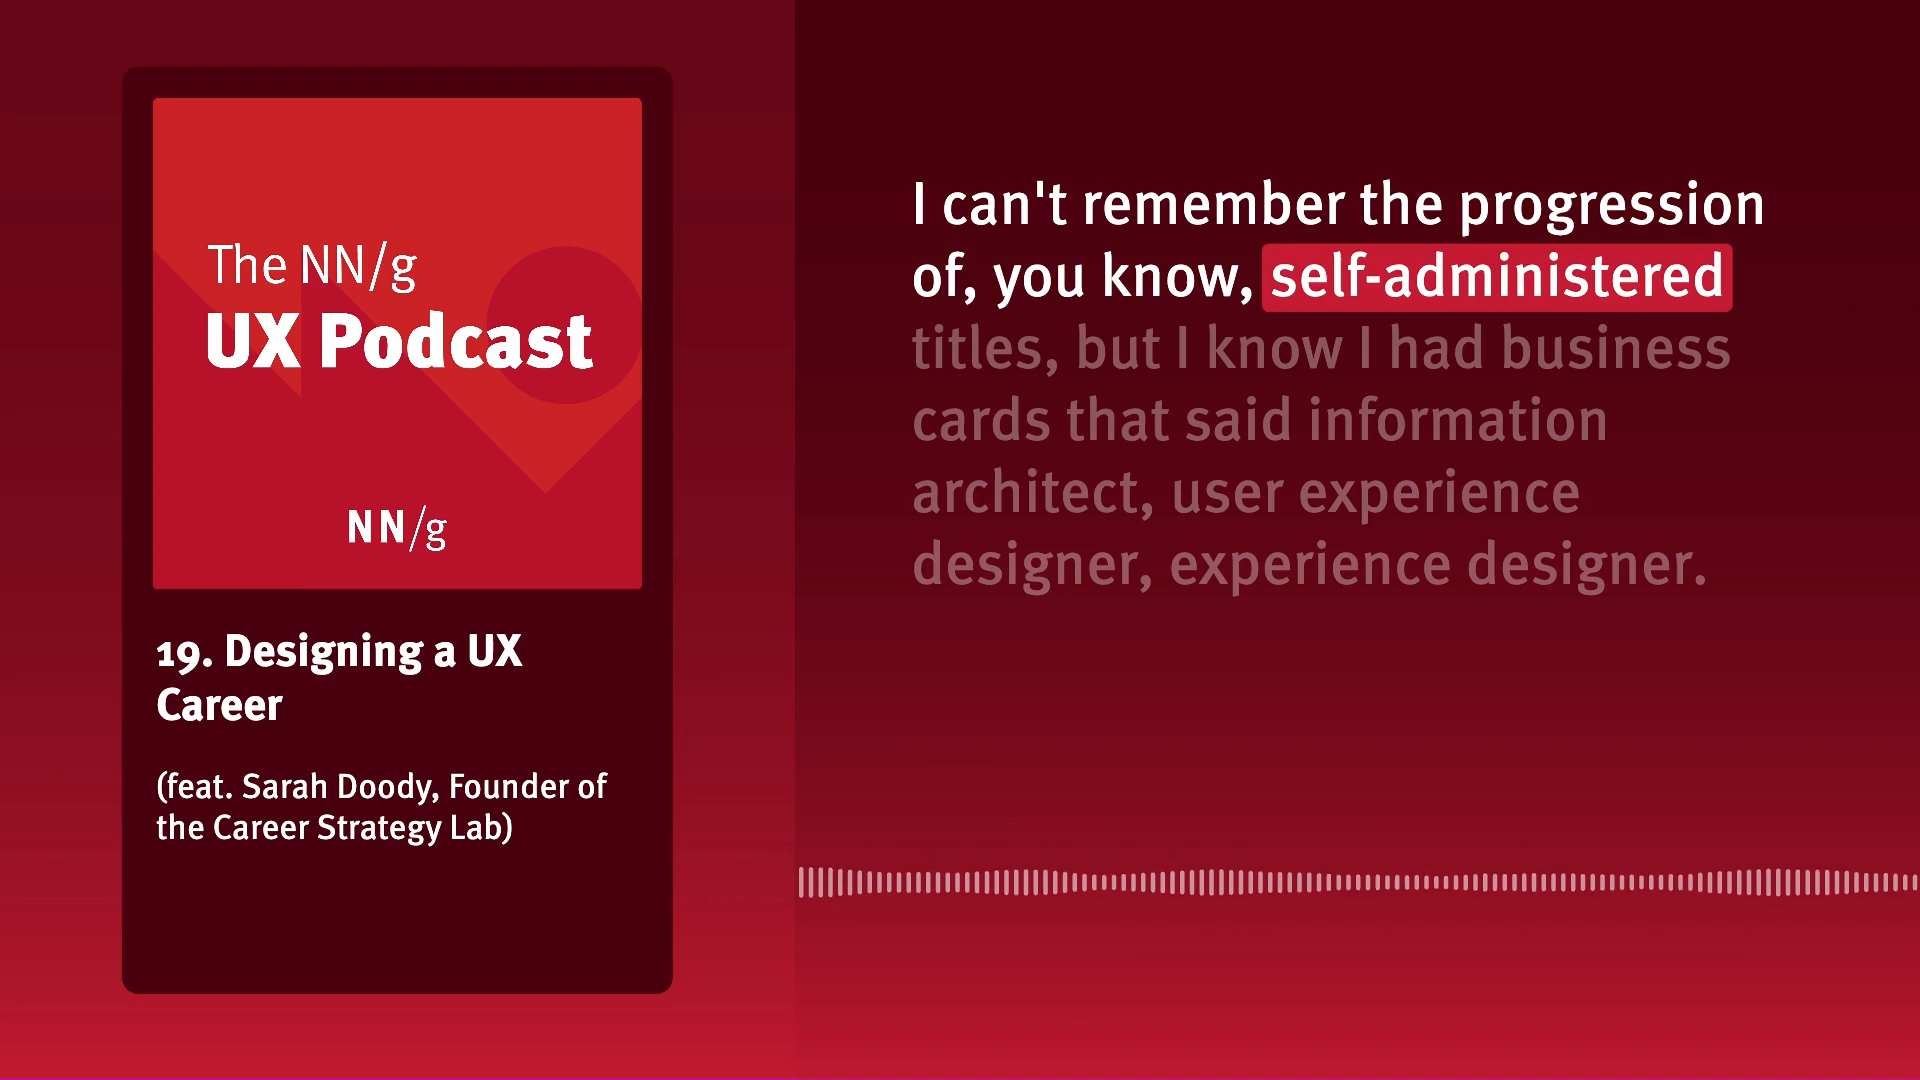 The NN/g
UX Podcast
NN/g
19. Designing a UX
Career
(feat. Sarah Doody, Founder of
the Career Strategy Lab)
I can't remember the progression
of, you know, self-administered
titles, but I know I had business
cards that said information
architect, user experience
designer, experience designer.